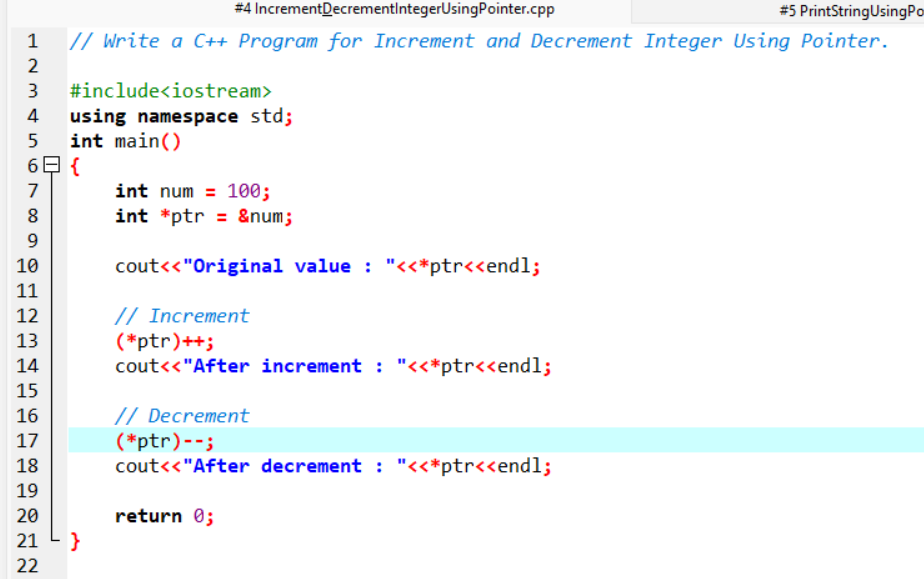 #4 IncrementDecrementIntegerUsingPointer.cpp
#5 PrintStringUsingPo
1 // Write a C++ Program for Increment and Decrement Integer Using Pointer.
2
3 #include<iostream>
4 using namespace std;
5 int main()
6 {
7 int num = 100;
8 int *ptr = &num;
9
10 cout<<"Original value : "<<*ptr<<endl;
11
12 // Increment
13 (*ptr)++;
14 cout<<"After increment : "<<*ptr<<endl;
15
16 // Decrement
17 (*ptr)--;
18 cout<<"After decrement : "<<*ptr<<endl;
19
20 return 0;
21 }
22